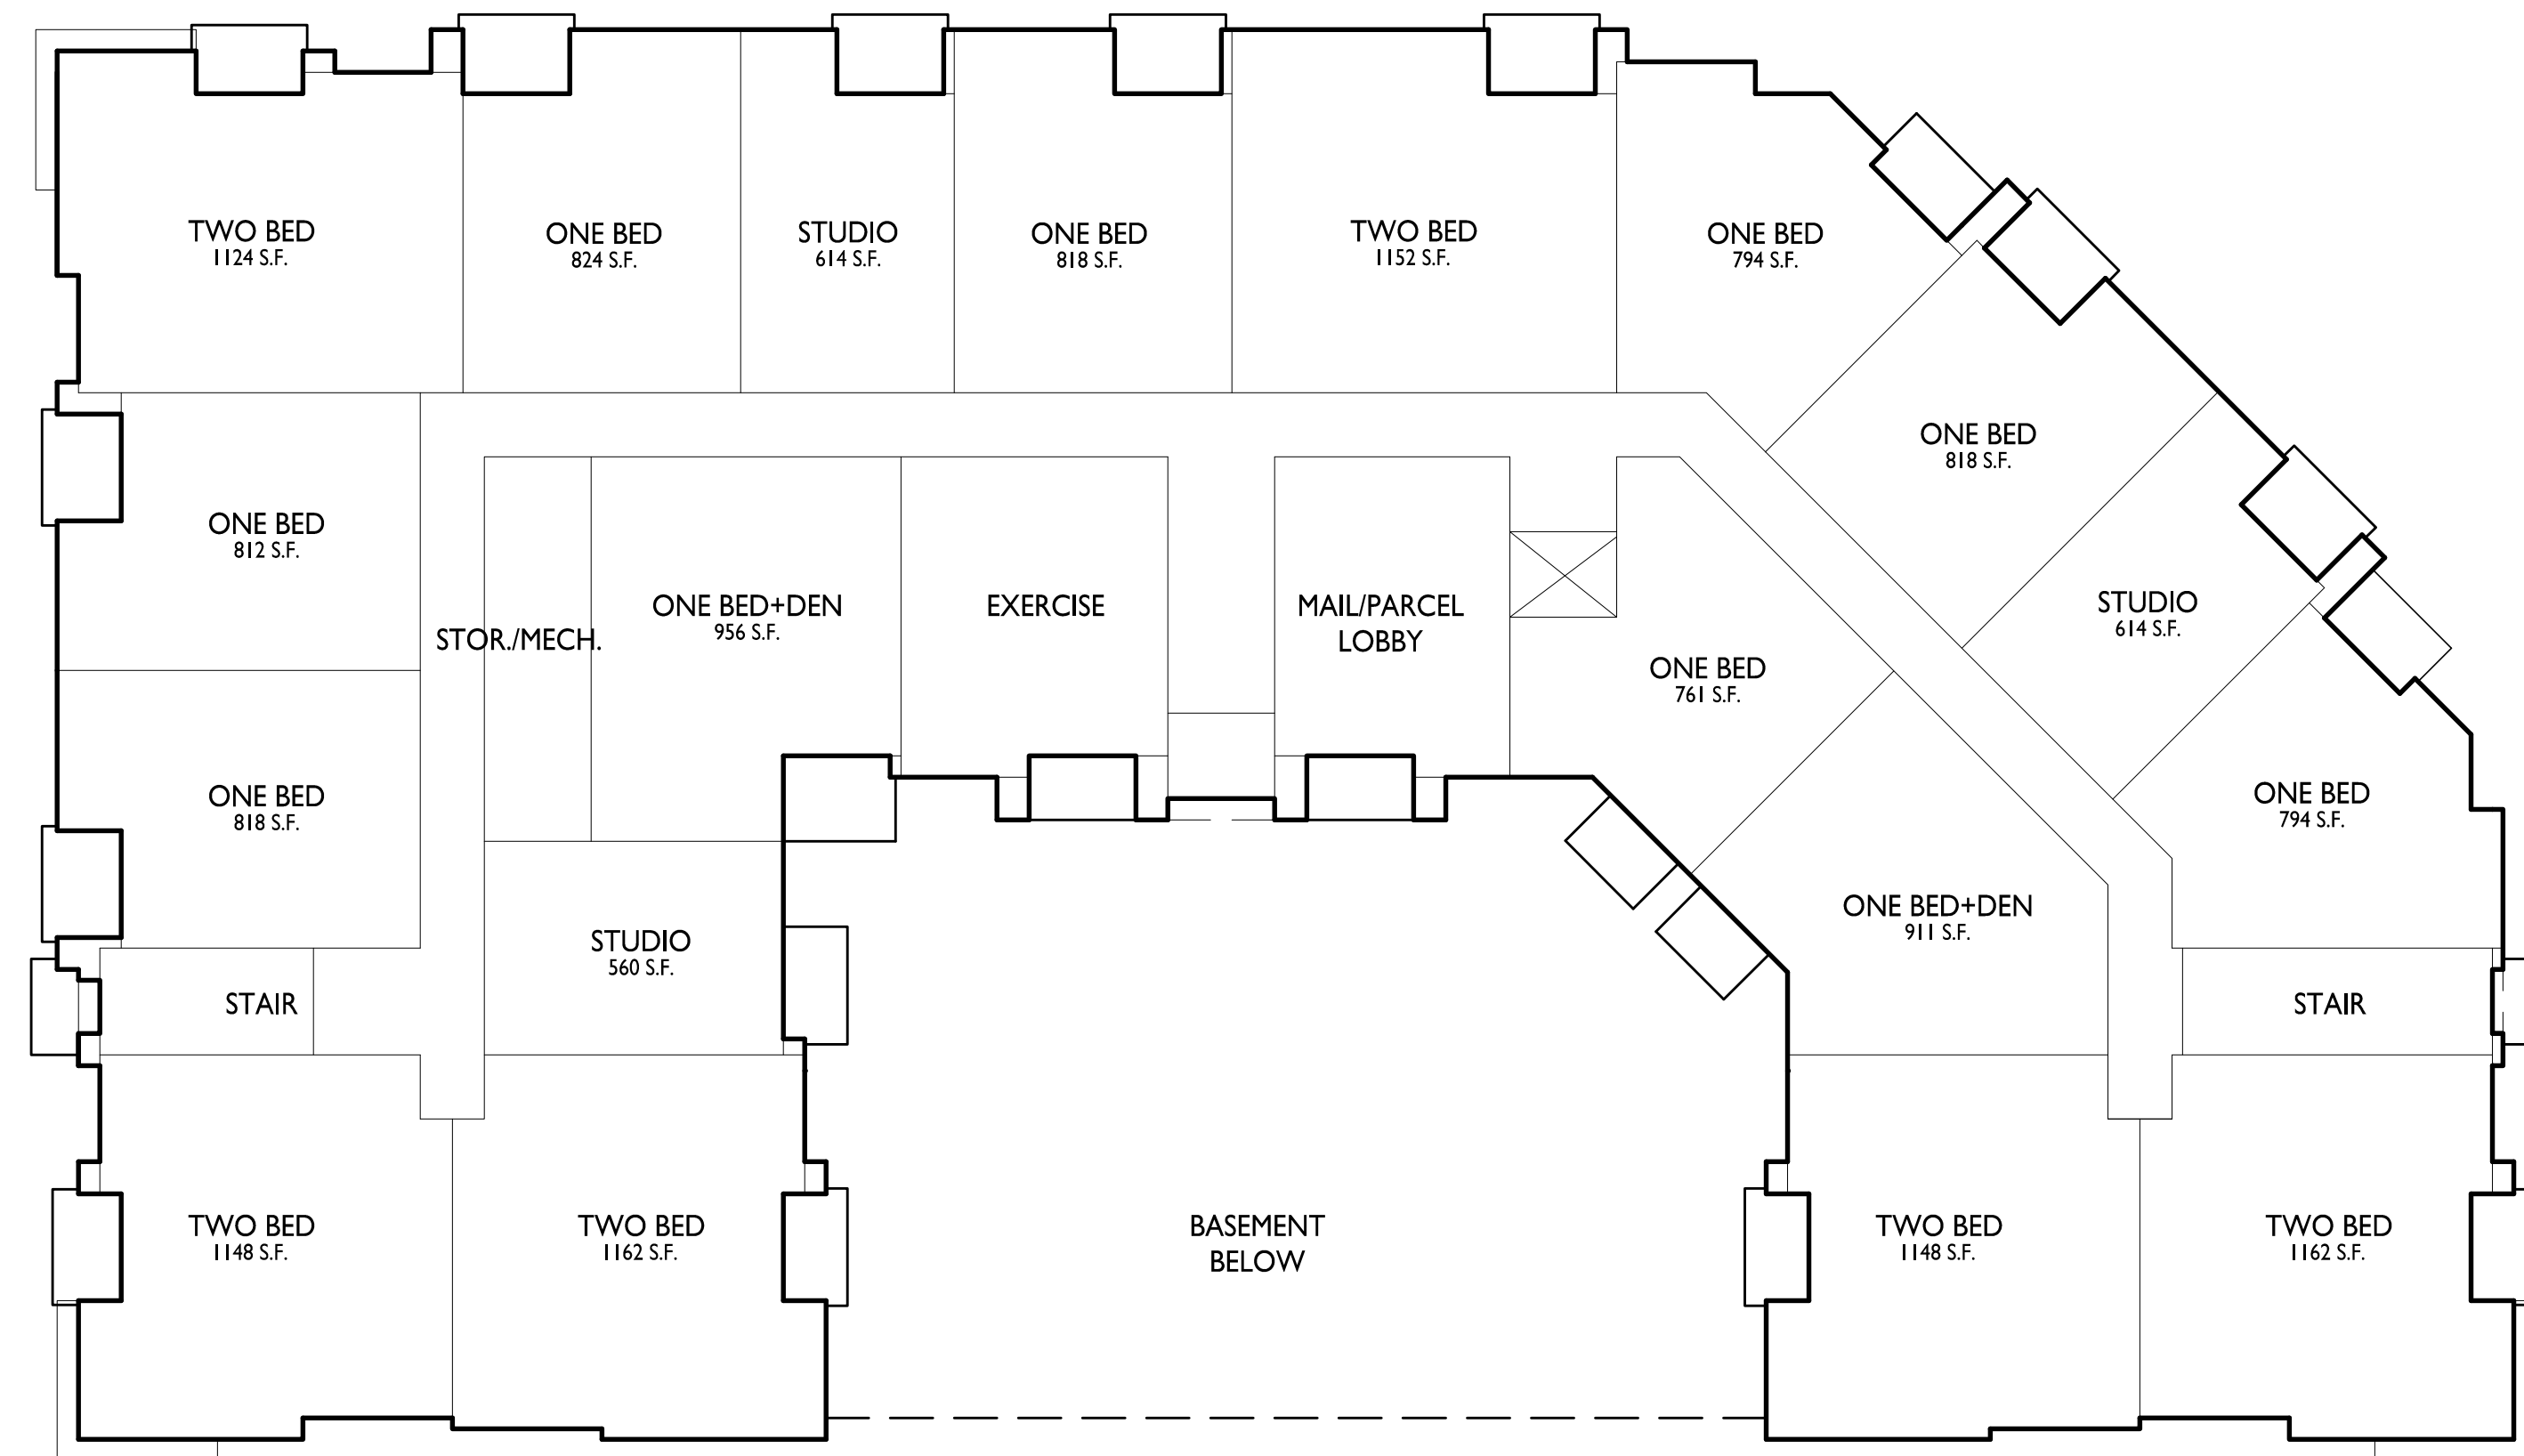 TWO BED
1124 S.F.
ONE BED
824 S.F.
STUDIO
614 S.F.
ONE BED
818 S.F.
TWO BED
1152 S.F.
ONE BED
794 S.F.
ONE BED
818 S.F.
ONE BED
812 S.F.
STOR./MECH.
ONE BED+DEN
956 S.F.
EXERCISE
MAIL/PARCEL
LOBBY
ONE BED
761 S.F.
STUDIO
614 S.F.
ONE BED
818 S.F.
ONE BED
794 S.F.
STUDIO
560 S.F.
ONE BED+DEN
911 S.F.
STAIR
STAIR
TWO BED
1148 S.F.
TWO BED
1162 S.F.
BASEMENT
BELOW
TWO BED
1148 S.F.
TWO BED
1162 S.F.